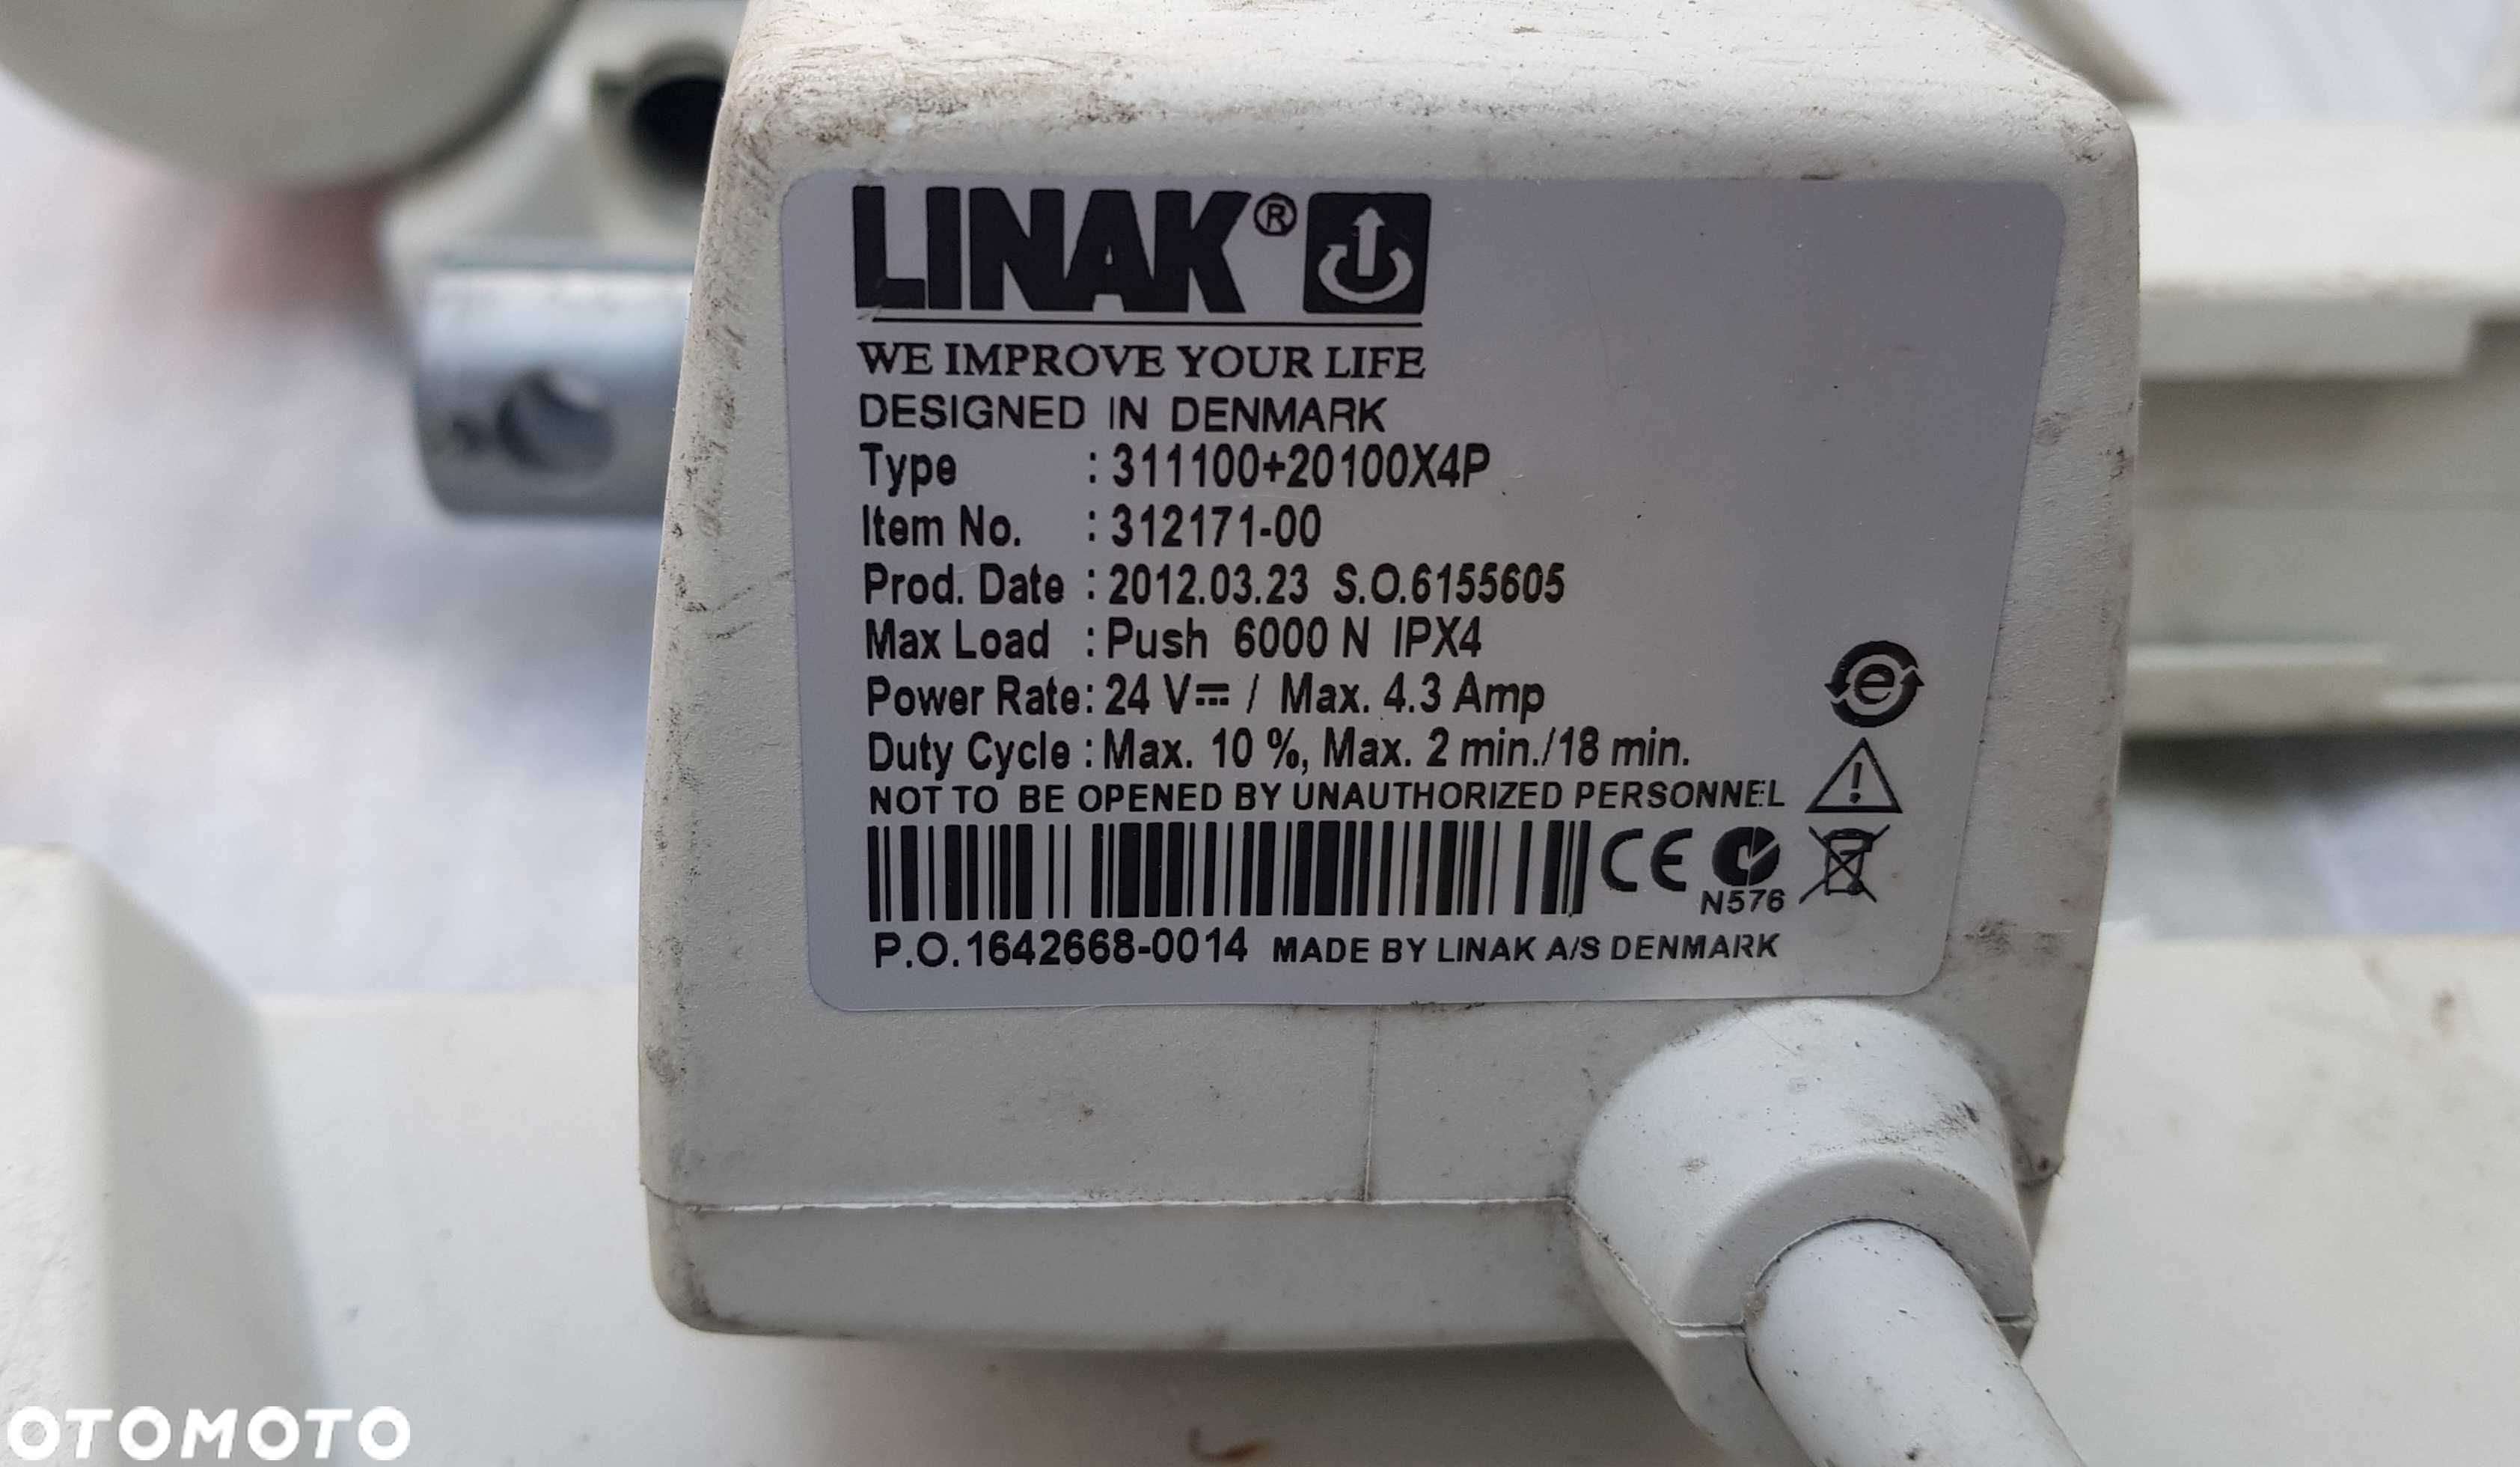 LINAK®
WE IMPROVE YOUR LIFE
DESIGNED IN DENMARK
Type : 311100+20100X4P
Item No. : 312171-00
Prod. Date : 2012.03.23 S.O.6155605
Max Load : Push 6000 N IPX4
Power Rate: 24 V⎓ / Max. 4.3 Amp
Duty Cycle : Max. 10 %, Max. 2 min./18 min.
NOT TO BE OPENED BY UNAUTHORIZED PERSONNEL
CE
N576
P.O.1642668-0014 MADE BY LINAK A/S DENMARK
OTOMOTO